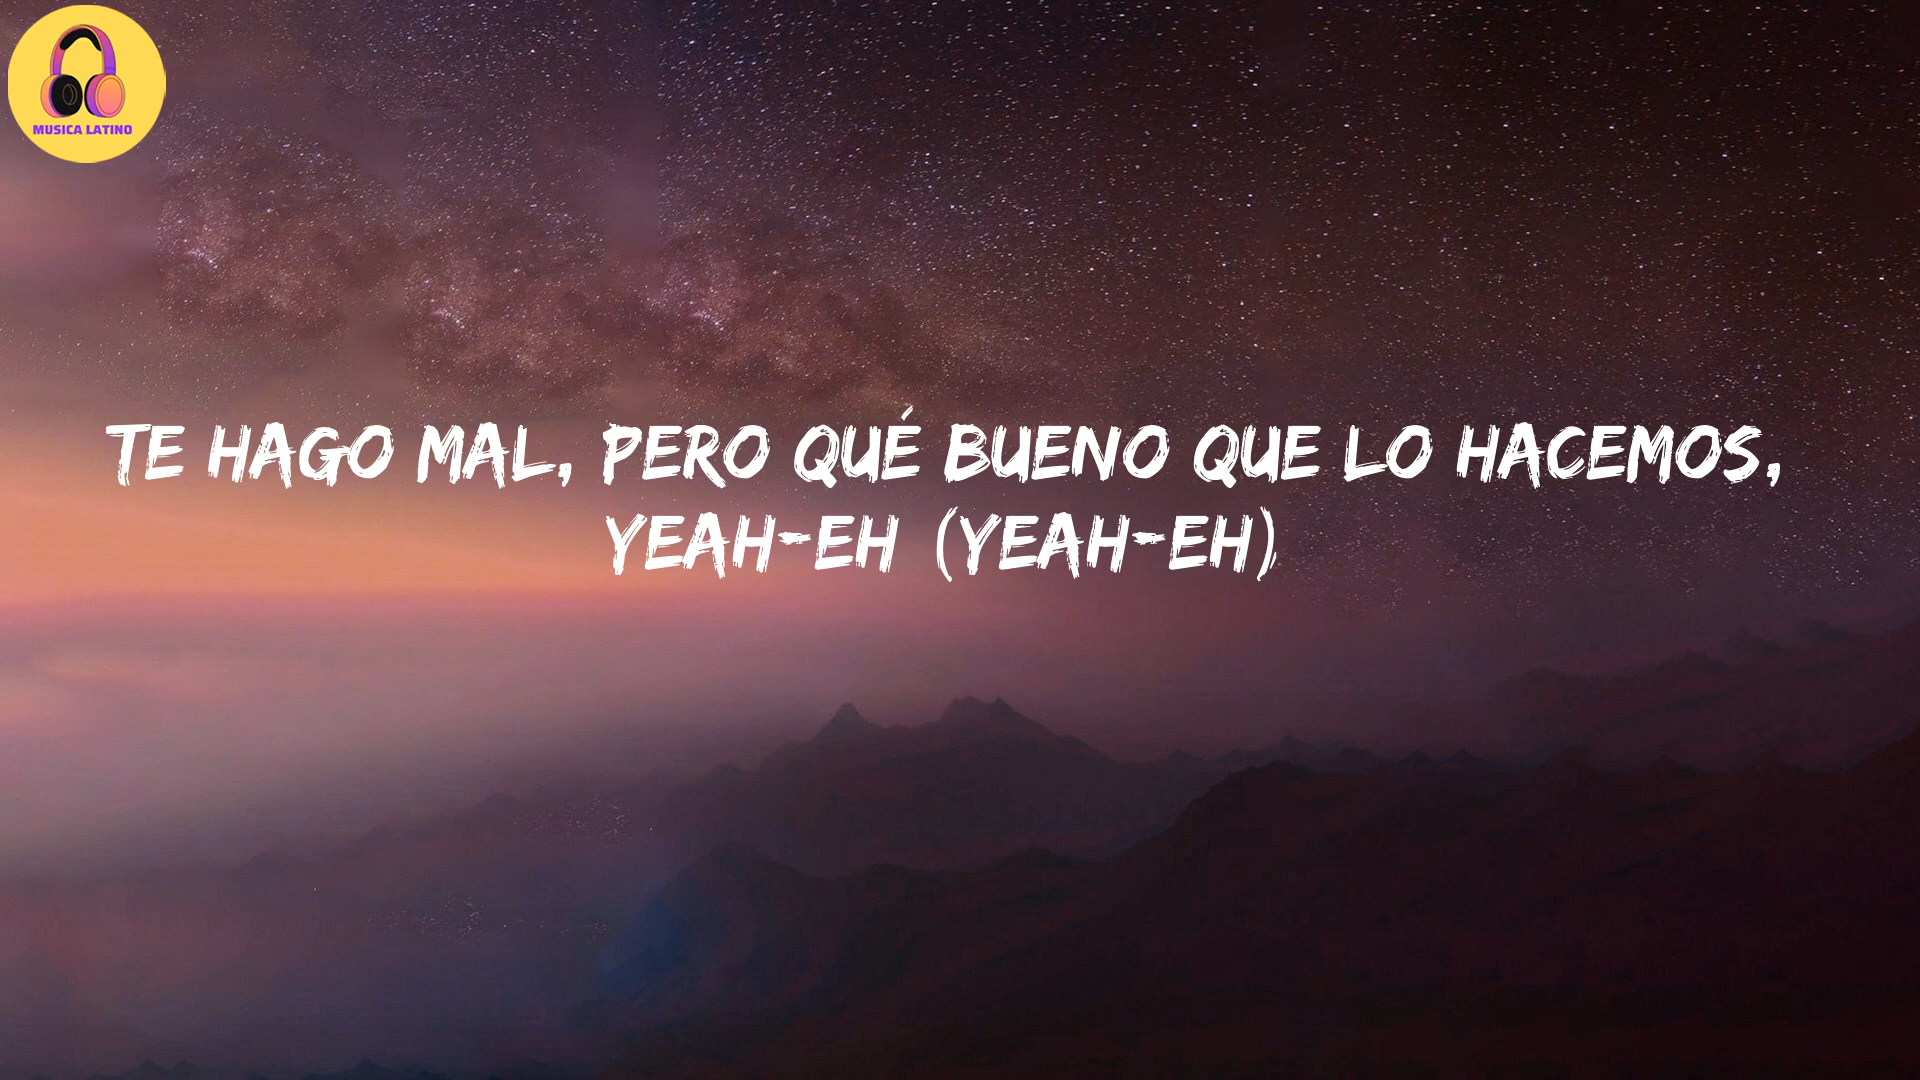 MUSICA LATINO
TE HAGO MAL, PERO QUÉ BUENO QUE LO HACEMOS,
YEAH-EH (YEAH-EH)